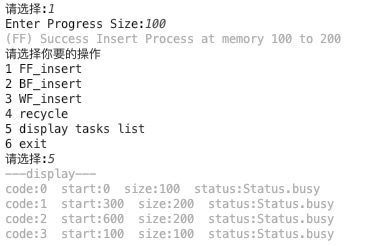 请选择:1
Enter Progress Size:100
(FF) Success Insert Process at memory 100 to 200
请选择你要的操作
1 FF_insert
2 BF_insert
3 WF_insert
4 recycle
5 display tasks list
6 exit
请选择:5
---display---
code:0  start:0  size:100  status:Status.busy
code:1  start:300  size:200  status:Status.busy
code:2  start:600  size:200  status:Status.busy
code:3  start:100  size:100  status:Status.busy